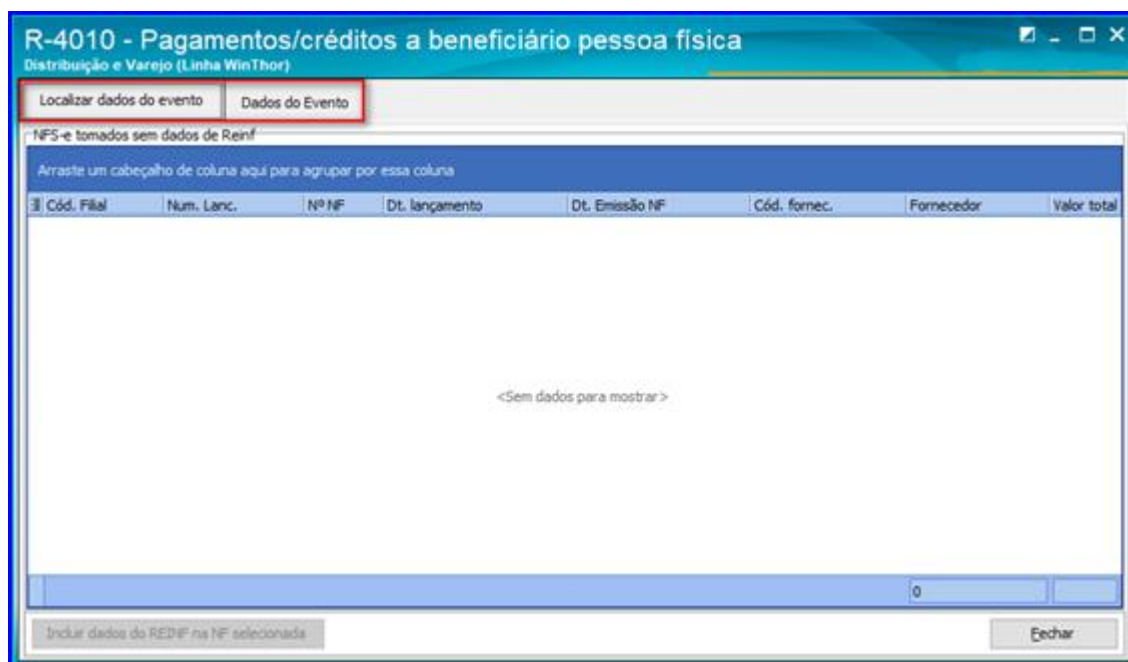 R-4010 - Pagamentos/créditos a beneficiário pessoa física
Distribuição e Varejo (Linha WinThor)
Localizar dados do evento Dados do Evento
NFS-e tomados sem dados de Reinf
Arraste um cabeçalho de coluna aqui para agrupar por essa coluna
Cód. Filial Num. Lanc. Nº NF Dt. lançamento Dt. Emissão NF Cód. fornec. Fornecedor Valor total
<Sem dados para mostrar>
0
Incluir dados do REINF na NF selecionada Fechar